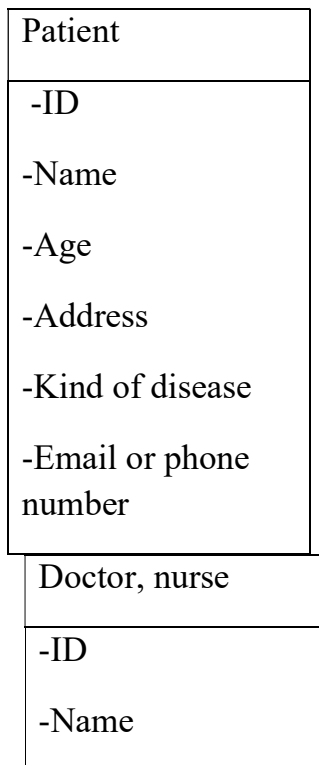 Patient
-ID
-Name
-Age
-Address
-Kind of disease
-Email or phone
number
Doctor, nurse
-ID
-Name